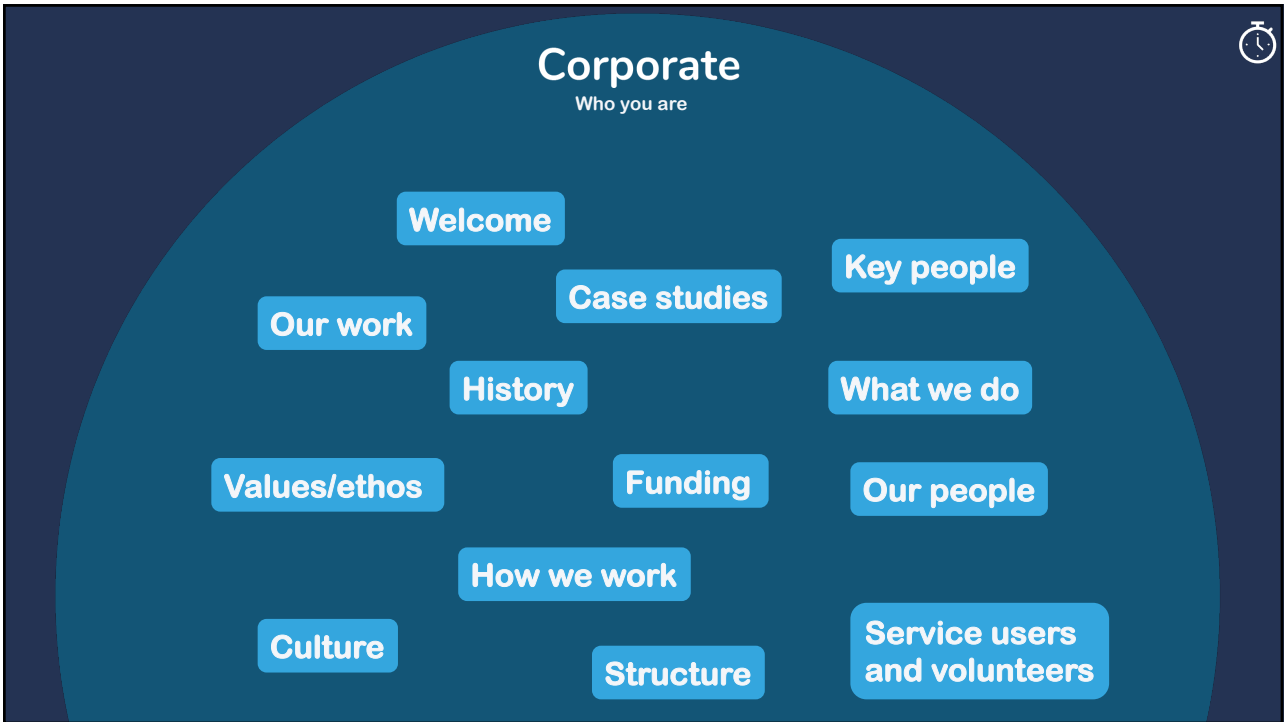 Corporate
Who you are
Welcome
Key people
Case studies
Our work
History
What we do
Values/ethos
Funding
Our people
How we work
Culture
Service users
and volunteers
Structure